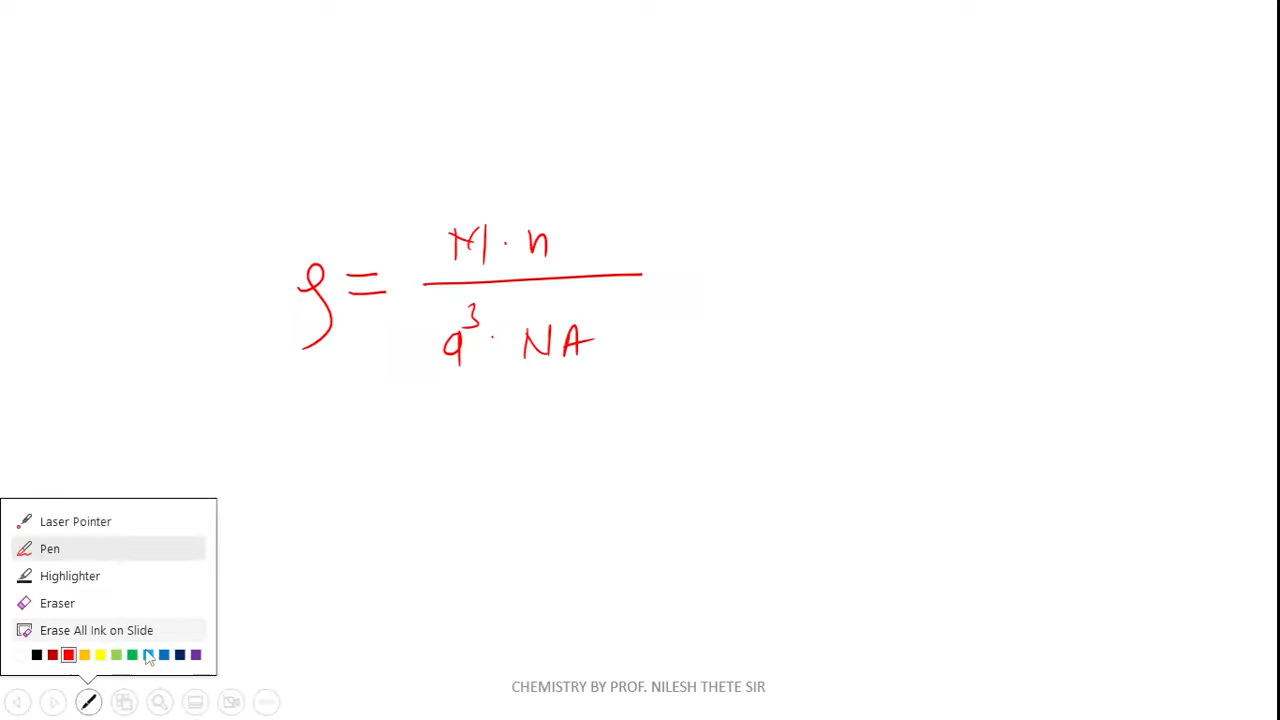 ρ = M · n
a³ · NA
Laser Pointer
Pen
Highlighter
Eraser
Erase All Ink on Slide
CHEMISTRY BY PROF. NILESH THETE SIR